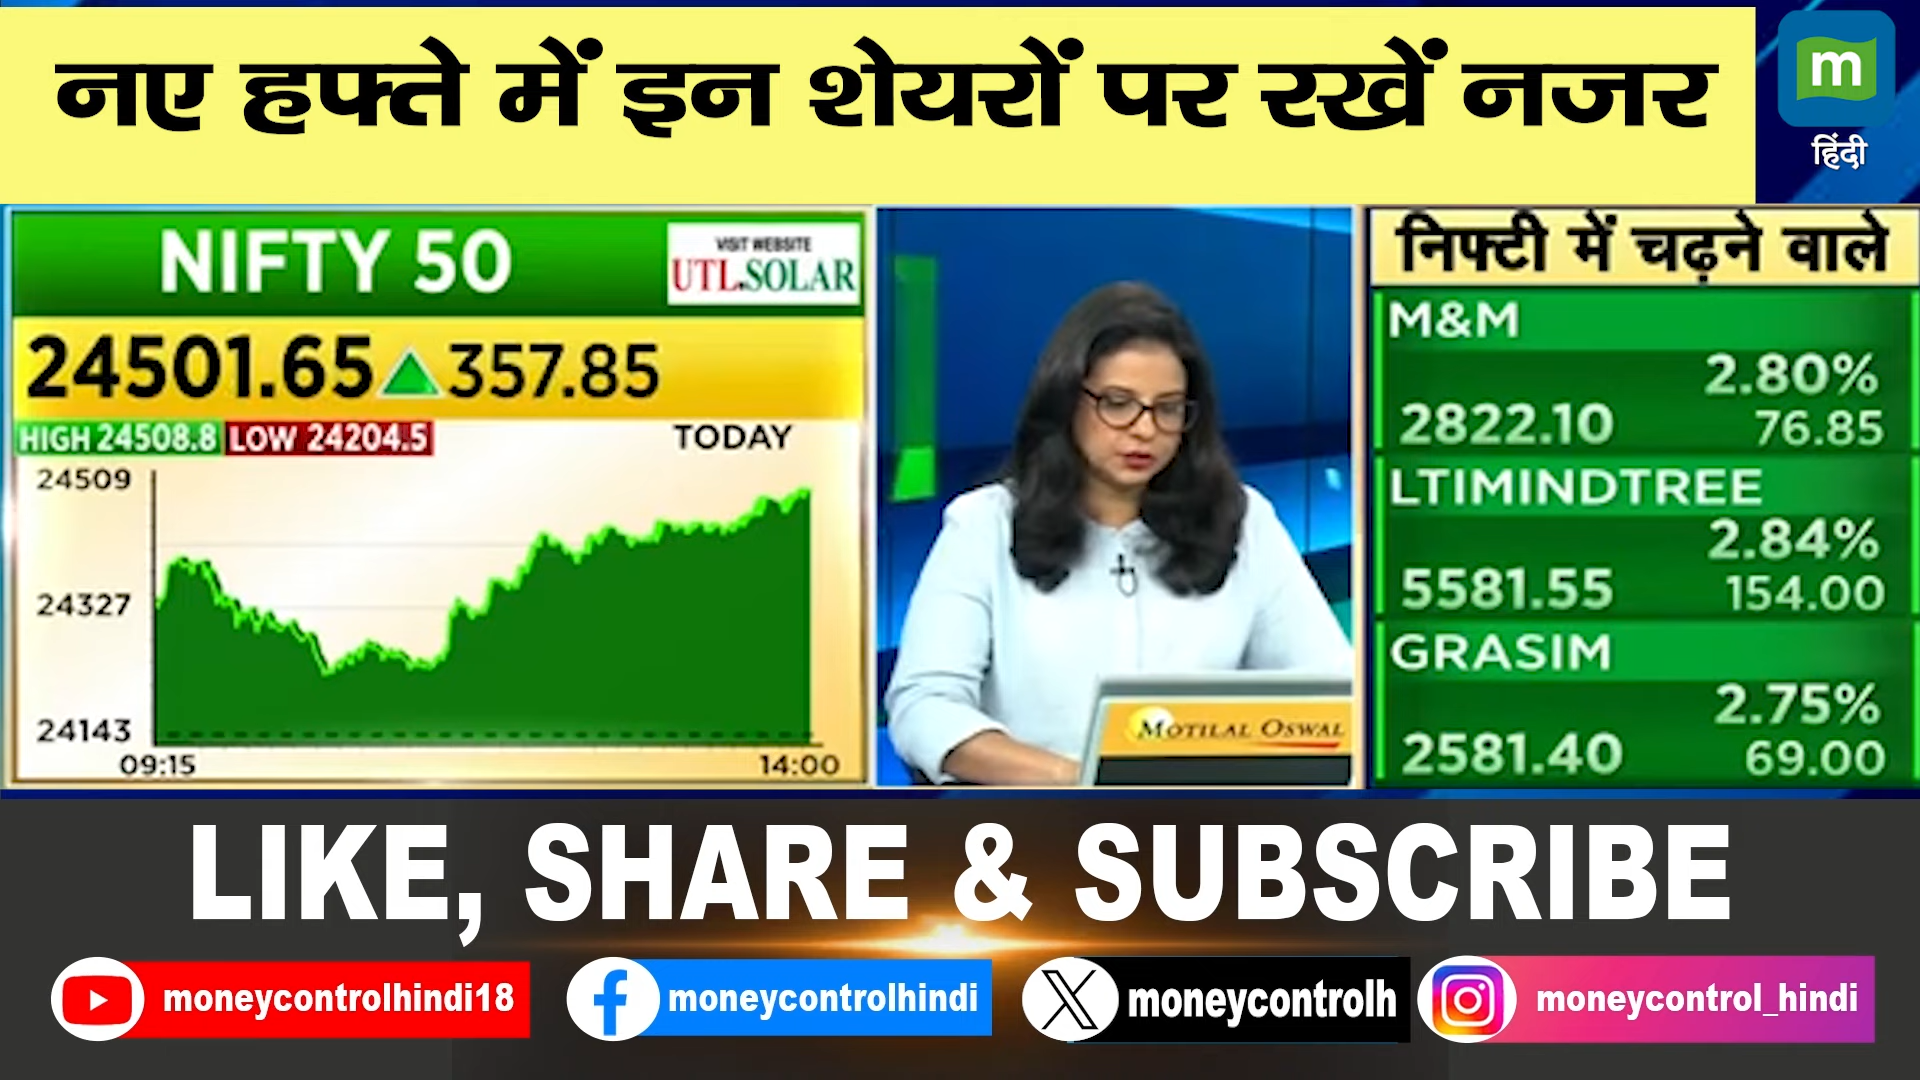 नए हफ्ते में इन शेयरों पर रखें नजर
m
हिंदी
NIFTY 50
VISIT WEBSITE
UTL.SOLAR
24501.65 357.85
HIGH 24508.8 LOW 24204.5
TODAY
24509
24327
24143
09:15 14:00
MOTILAL OSWAL
निफ्टी में चढ़ने वाले
M&M
2.80%
2822.10 76.85
LTIMINDTREE
2.84%
5581.55 154.00
GRASIM
2.75%
2581.40 69.00
LIKE, SHARE & SUBSCRIBE
moneycontrolhindi18 moneycontrolhindi moneycontrolh moneycontrol_hindi